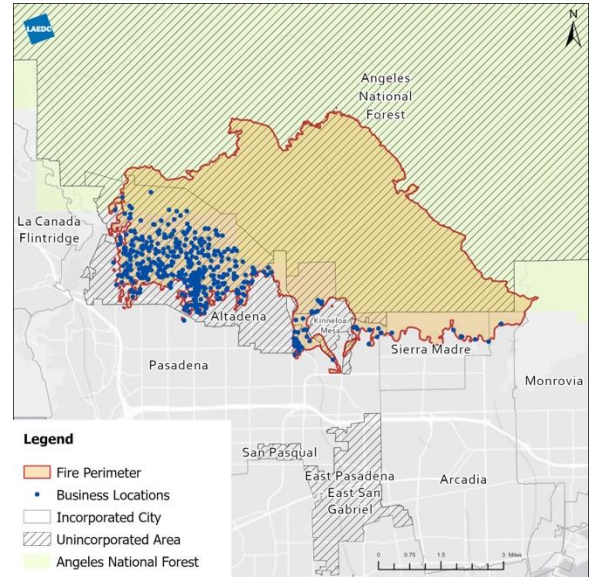 LAEDC
N
Angeles
National
Forest
La Canada
Flintridge
Altadena
Kinneloa
Mesa
Sierra Madre
Pasadena
Monrovia
San Pasqual
East Pasadena
- East San
Gabriel
Arcadia
Legend
Fire Perimeter
Business Locations
Incorporated City
Unincorporated Area
Angeles National Forest
0 0.75 1.5 3 Miles